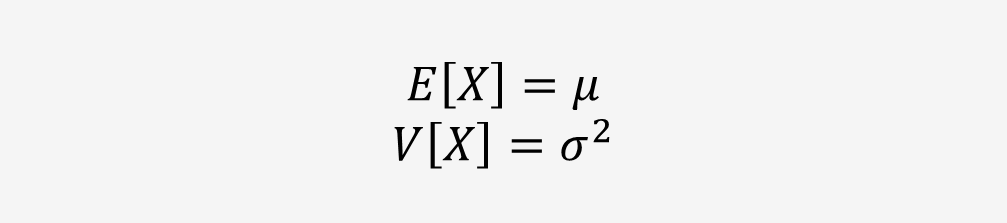 E[X] = μ
V[X] = σ²